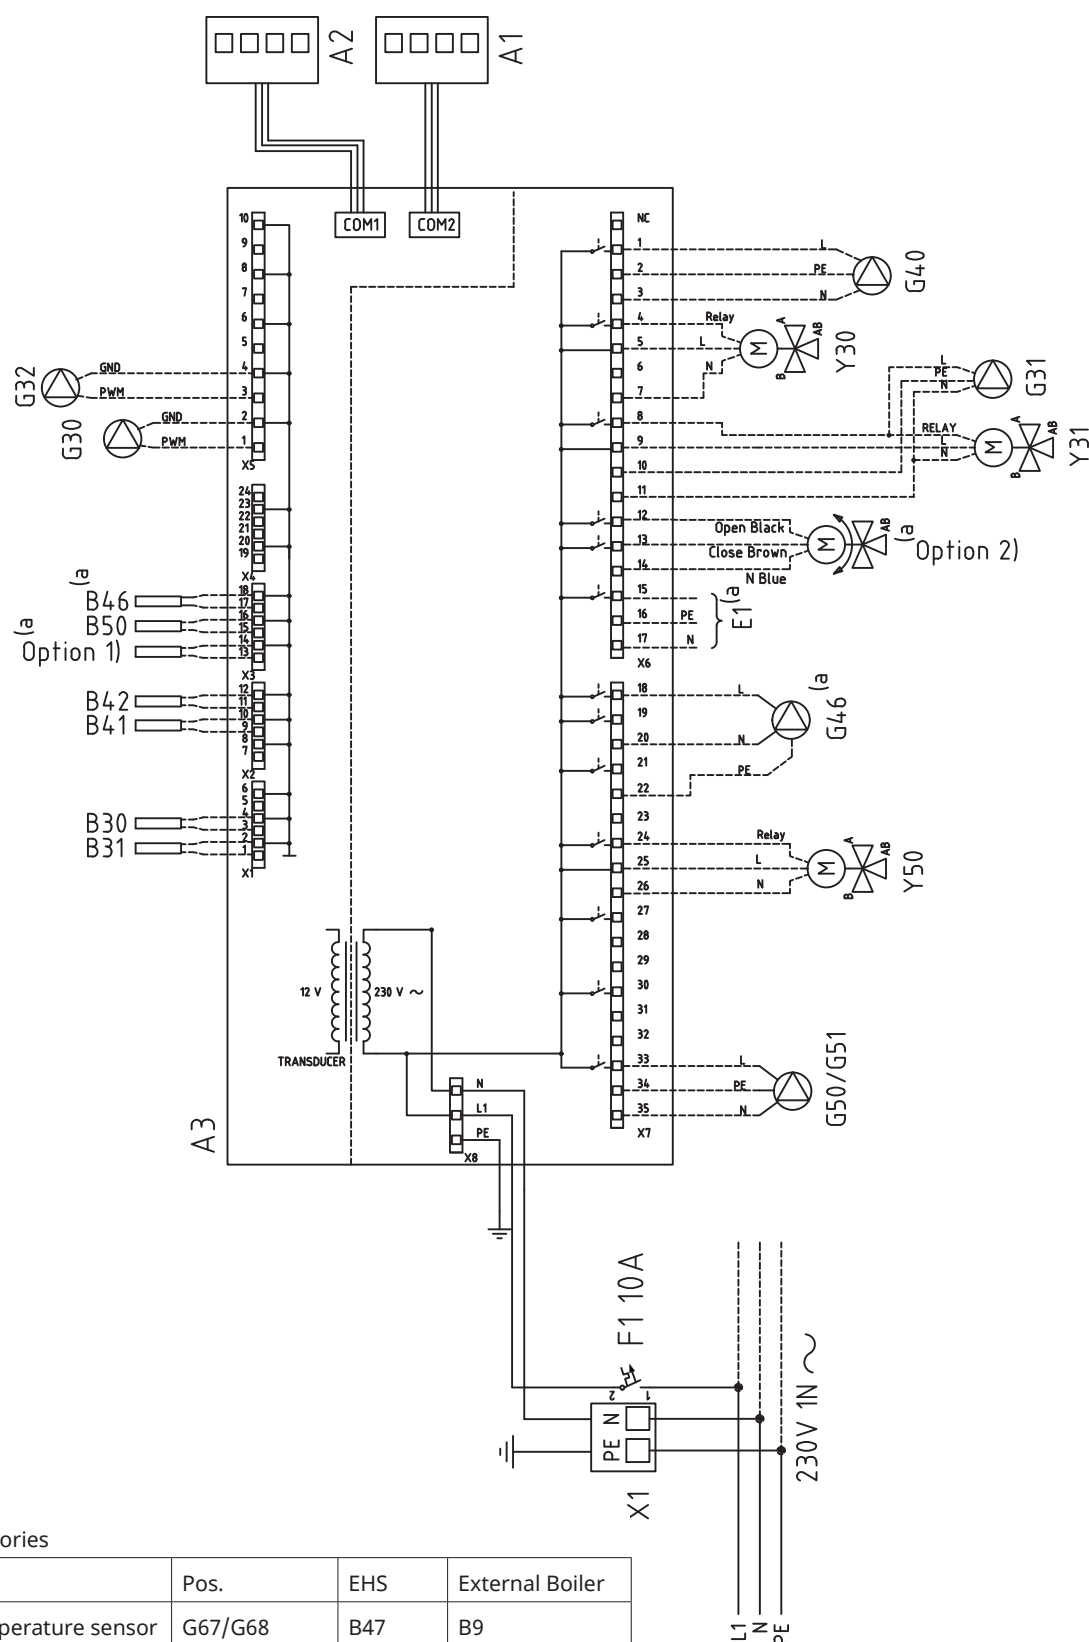 A2
A1
COM1
COM2
10
9
8
7
6
5
4
3
2
1
X5
G32
GND
PWM
G30
GND
PWM
24
23
22
21
20
19
X4
18
17
16
15
14
13
X3
B46
(a
B50
(a
Option 1)
12
11
10
9
8
7
X2
B42
B41
6
5
4
3
2
1
X1
B30
B31
NC
1
2
3
4
5
6
7
8
9
10
11
12
13
14
15
16
17
X6
L
PE
N
G40
Relay
L
N
M
A
AB
B
Y30
L
PE
N
G31
RELAY
L
N
M
A
AB
B
Y31
Open Black
Close Brown
N Blue
M
AB
(a
Option 2)
PE
N
E1
(a
18
19
20
21
22
23
24
25
26
27
28
29
30
31
32
33
34
35
X7
L
N
PE
G46
(a
Relay
L
N
M
A
AB
B
Y50
L
PE
N
G50/G51
12 V
230 V ~
TRANSDUCER
N
L1
PE
X8
A3
F1 10A
2
1
N
PE
X1
230V 1N ~
L1
N
PE
ories
Pos.
EHS
External Boiler
perature sensor
G67/G68
B47
B9